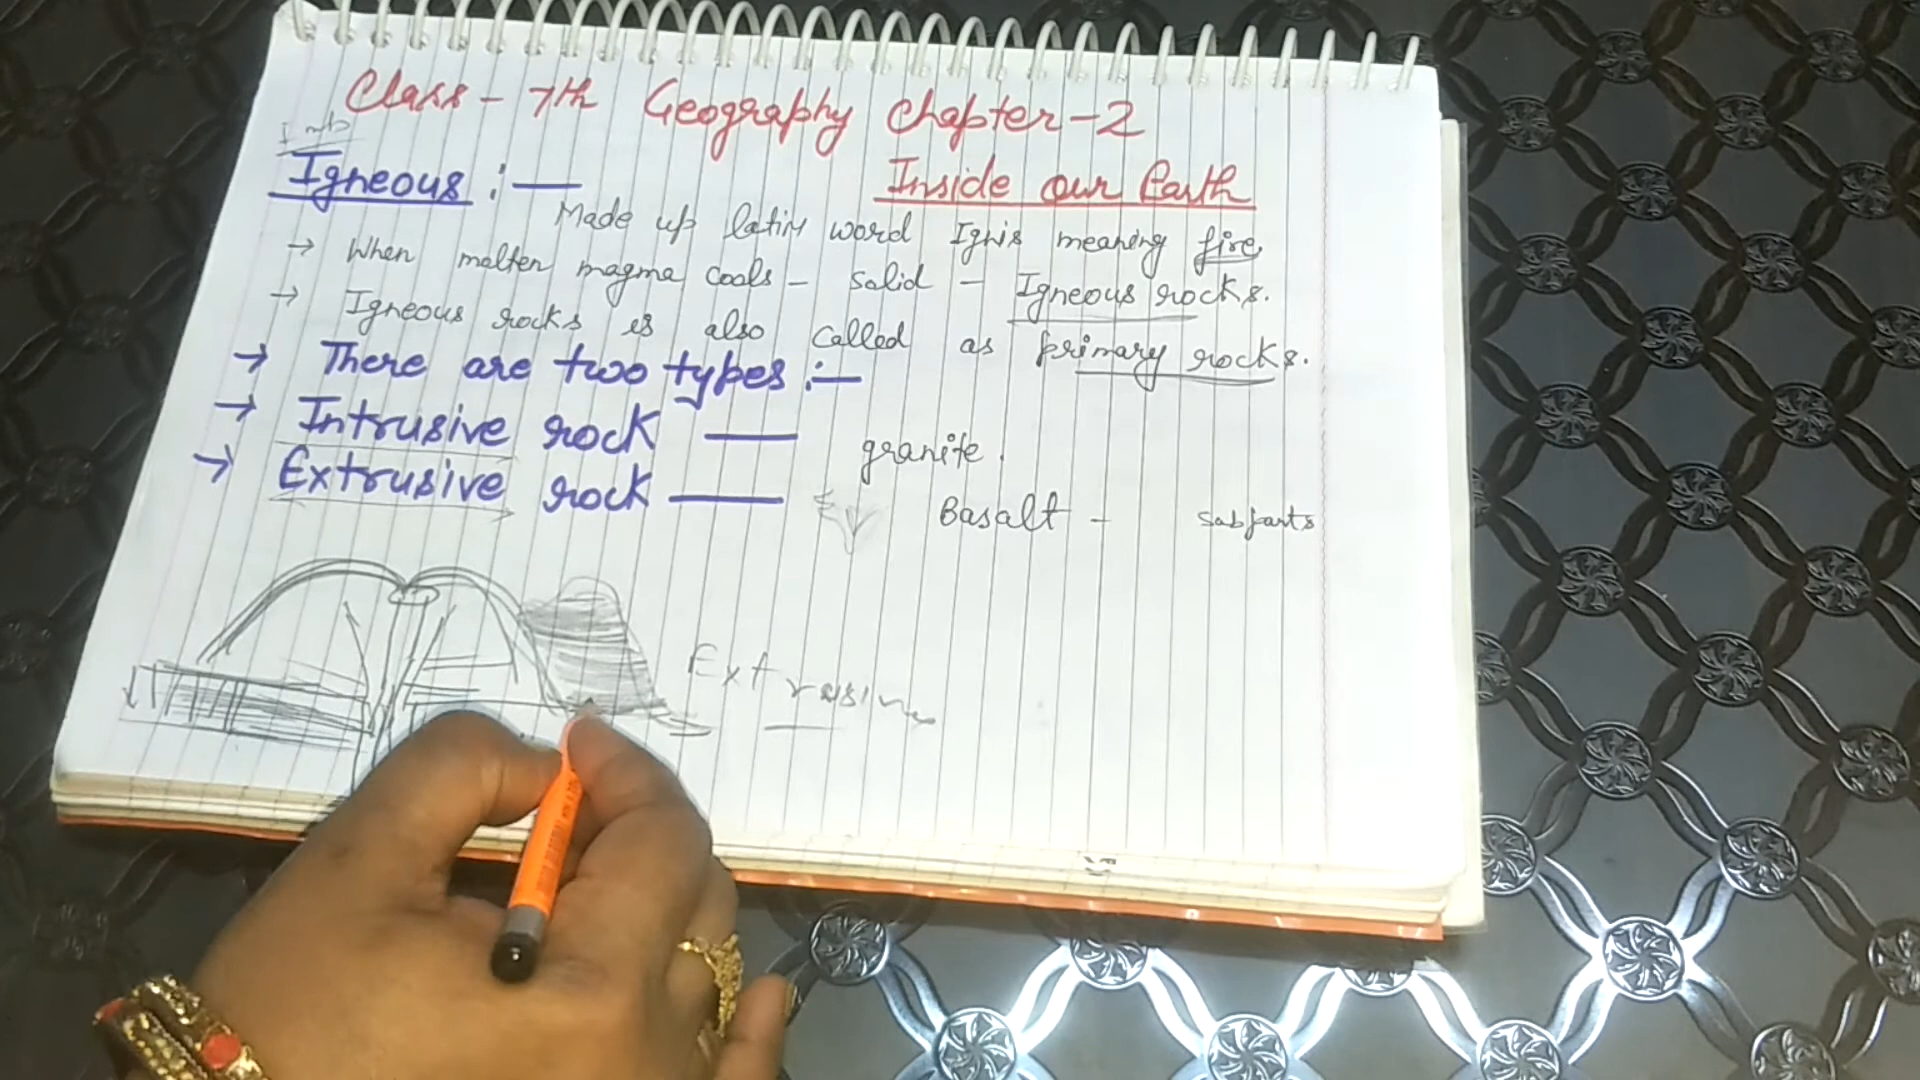 Class - 7th Geography Chapter-2
Inside our Earth
Igneous :—
Made up latin word Ignis meaning fire
→ When molten magma cools - solid - Igneous rocks.
→ Igneous rocks is also called as primary rocks.
→ There are two types :—
→ Intrusive rock — granite.
→ Extrusive rock —
Basalt -
Extrusive